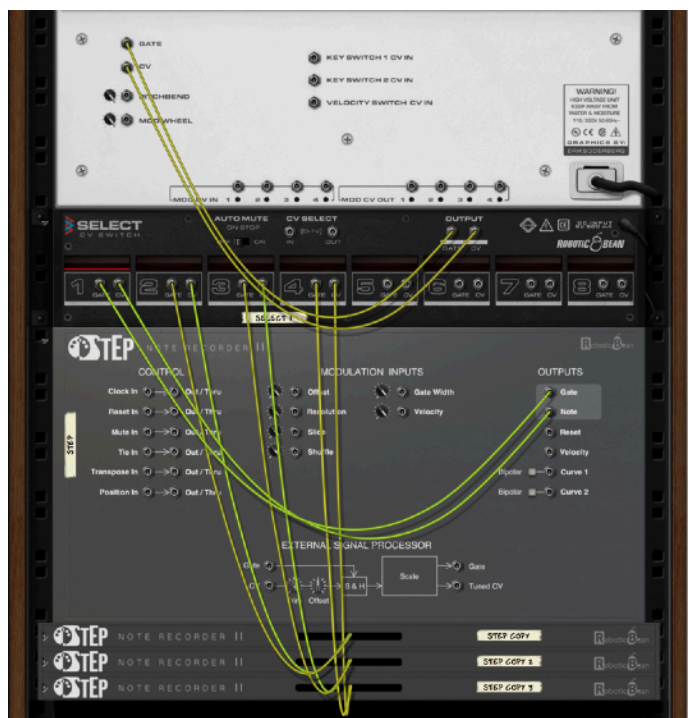 GATE
CV
PITCHBEND
MOD WHEEL
KEY SWITCH 1 CV IN
KEY SWITCH 2 CV IN
VELOCITY SWITCH CV IN
WARNING!
HIGH VOLTAGE UNIT
KEEP AWAY FROM
WATER & MOISTURE
GRAPHICS BY:
MOD CV IN 1 2 3 4
MOD CV OUT 1 2 3 4
SELECT
CV SWITCH
AUTO MUTE
ON STOP
OFF ON
CV SELECT
IN OUT
OUTPUT
GATE CV
ROBOTIC BEAN
1 GATE CV
2 GATE CV
3 GATE CV
4 GATE CV
5 GATE CV
6 GATE CV
7 GATE CV
8 GATE CV
SELECT 1
STEP NOTE RECORDER II
RoboticBean
STEP
CONTROL
Clock In Out / Thru
Reset In Out / Thru
Mute In Out / Thru
Tie In Out / Thru
Transpose In Out / Thru
Position In Out / Thru
MODULATION INPUTS
Offset
Resolution
Slide
Shuffle
Gate Width
Velocity
OUTPUTS
Gate
Note
Reset
Velocity
Bipolar Curve 1
Bipolar Curve 2
EXTERNAL SIGNAL PROCESSOR
Gate
CV
Offset
S & H
Scale
Gate
Tuned CV
STEP NOTE RECORDER II STEP COPY RoboticBean
STEP NOTE RECORDER II STEP COPY 2 RoboticBean
STEP NOTE RECORDER II STEP COPY 3 RoboticBean